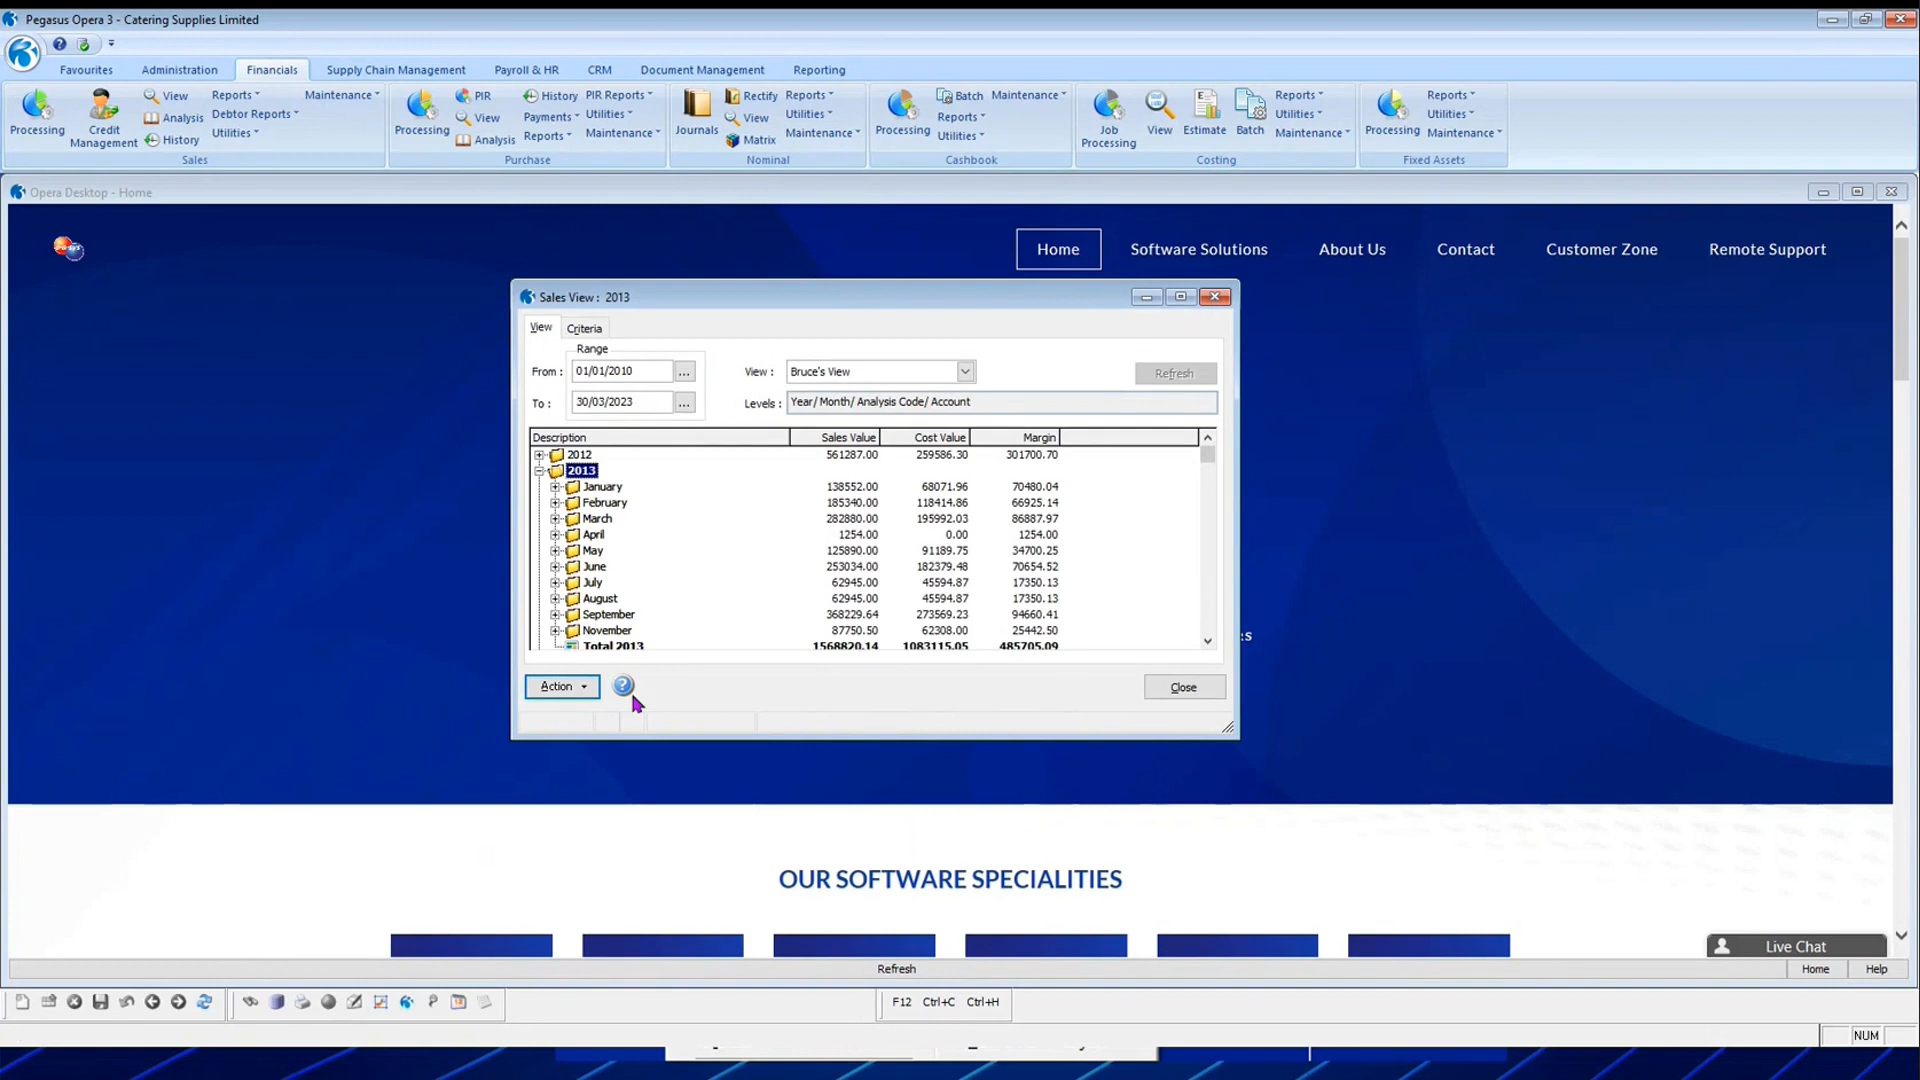 Pegasus Opera 3 - Catering Supplies Limited
Favourites Administration Financials Supply Chain Management Payroll & HR CRM Document Management Reporting
View Reports Maintenance PIR History PIR Reports Rectify Reports Batch Maintenance Reports Reports
Analysis Debtor Reports View Payments Utilities View Utilities Reports Utilities Utilities
Processing Credit Management History Utilities Processing Analysis Reports Maintenance Journals Matrix Maintenance Processing Utilities Job Processing View Estimate Batch Maintenance Processing Maintenance
Sales Purchase Nominal Cashbook Costing Fixed Assets
Opera Desktop - Home
Home Software Solutions About Us Contact Customer Zone Remote Support
Sales View : 2013
View Criteria
Range
From : 01/01/2010 ... View : Bruce's View Refresh
To : 30/03/2023 ... Levels : Year/ Month/ Analysis Code/ Account
Description Sales Value Cost Value Margin
2012 561287.00 259586.30 301700.70
2013
January 138552.00 68071.96 70480.04
February 185340.00 118414.86 66925.14
March 282880.00 195992.03 86887.97
April 1254.00 0.00 1254.00
May 125890.00 91189.75 34700.25
June 253034.00 182379.48 70654.52
July 62945.00 45594.87 17350.13
August 62945.00 45594.87 17350.13
September 368229.64 273569.23 94660.41
November 87750.50 62308.00 25442.50
Total 2013 1568820.14 1083115.05 485705.09
Action Close
OUR SOFTWARE SPECIALITIES
Live Chat
Refresh Home Help
F12 Ctrl+C Ctrl+H
NUM